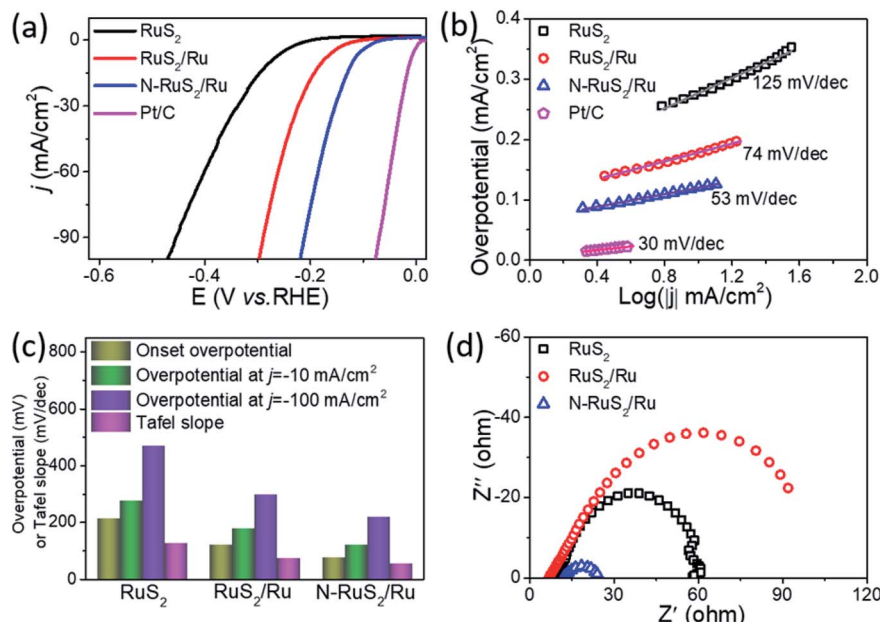 (a)
RuS2
RuS2/Ru
N-RuS2/Ru
Pt/C
j (mA/cm2)
0
-30
-60
-90
-0.6
-0.4
-0.2
0.0
E (V vs.RHE)
(b)
RuS2
RuS2/Ru
N-RuS2/Ru
Pt/C
125 mV/dec
74 mV/dec
53 mV/dec
30 mV/dec
Overpotential (mA/cm2)
0.4
0.3
0.2
0.1
0.0
0.0
0.4
0.8
1.2
1.6
2.0
Log(|j| mA/cm2)
(c)
Onset overpotential
Overpotential at j=-10 mA/cm2
Overpotential at j=-100 mA/cm2
Tafel slope
Overpotential (mV)
or Tafel slope (mV/dec)
800
600
400
200
0
RuS2
RuS2/Ru
N-RuS2/Ru
(d)
RuS2
RuS2/Ru
N-RuS2/Ru
Z'' (ohm)
-60
-40
-20
0
0
30
60
90
120
Z' (ohm)